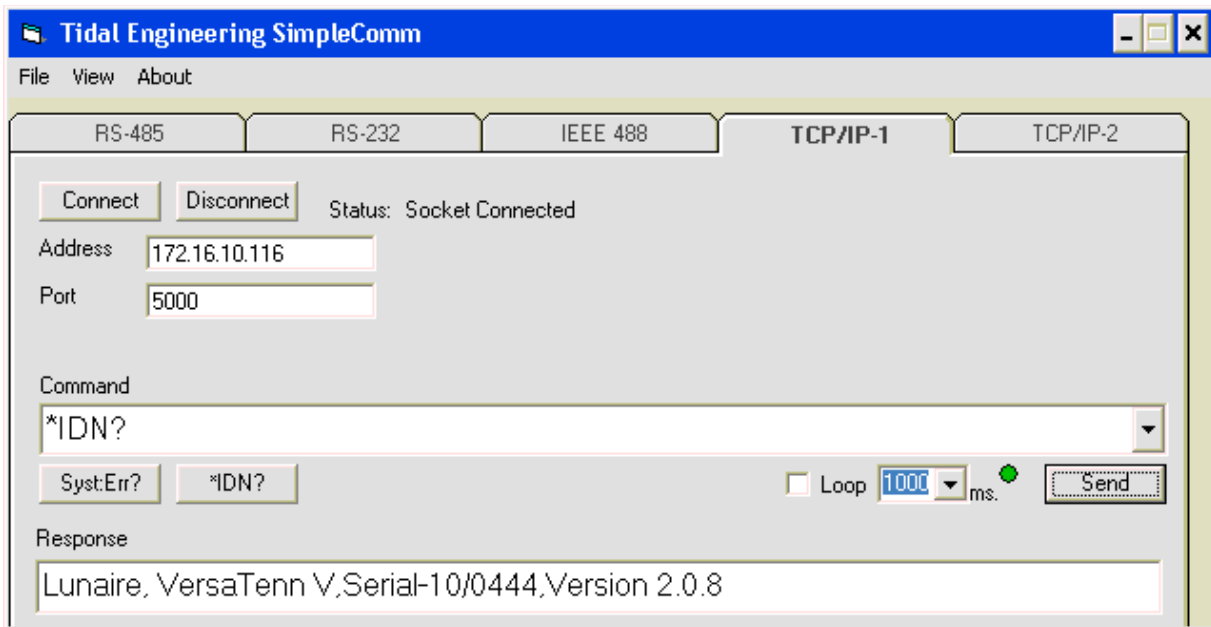 Tidal Engineering SimpleComm
File View About
RS-485 RS-232 IEEE 488 TCP/IP-1 TCP/IP-2
Connect Disconnect Status: Socket Connected
Address 172.16.10.116
Port 5000
Command
*IDN?
Syst:Err? *IDN? Loop 1000 ms. Send
Response
Lunaire, VersaTenn V,Serial-10/0444,Version 2.0.8